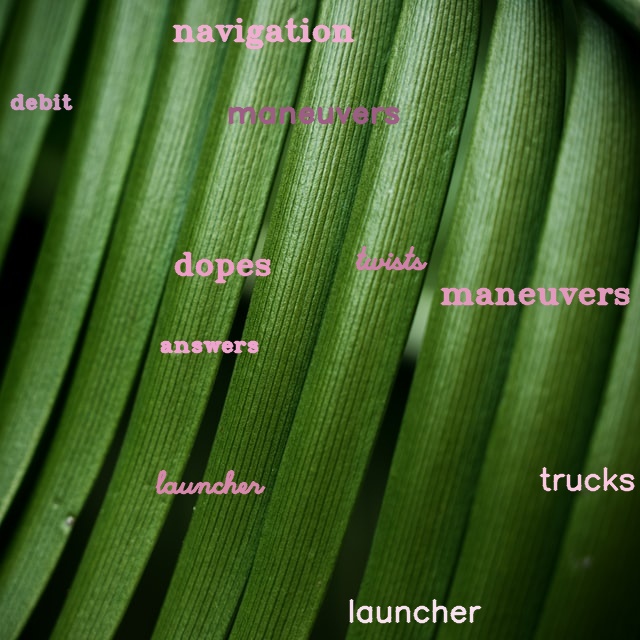 navigation
debit
maneuvers
dopes
twists
maneuvers
answers
launcher
trucks
launcher